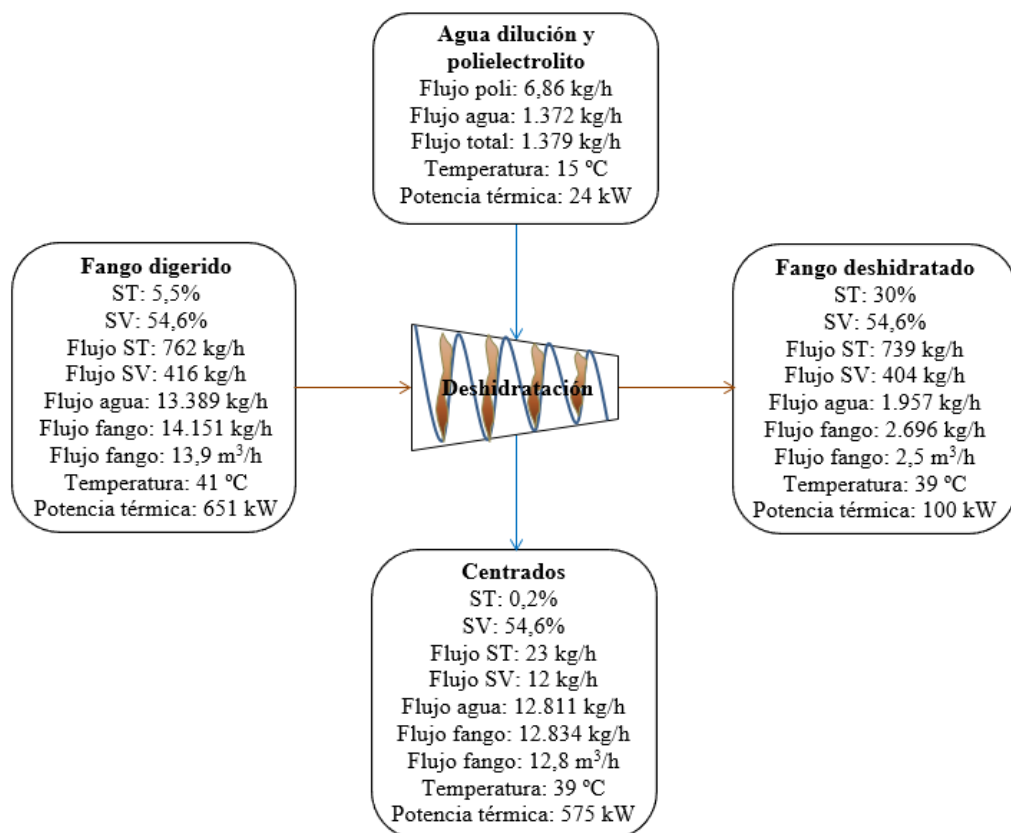 Agua dilución y
polielectrolito
Flujo poli: 6,86 kg/h
Flujo agua: 1.372 kg/h
Flujo total: 1.379 kg/h
Temperatura: 15 ºC
Potencia térmica: 24 kW
Fango digerido
ST: 5,5%
SV: 54,6%
Flujo ST: 762 kg/h
Flujo SV: 416 kg/h
Flujo agua: 13.389 kg/h
Flujo fango: 14.151 kg/h
Flujo fango: 13,9 m³/h
Temperatura: 41 ºC
Potencia térmica: 651 kW
Deshidratación
Fango deshidratado
ST: 30%
SV: 54,6%
Flujo ST: 739 kg/h
Flujo SV: 404 kg/h
Flujo agua: 1.957 kg/h
Flujo fango: 2.696 kg/h
Flujo fango: 2,5 m³/h
Temperatura: 39 ºC
Potencia térmica: 100 kW
Centrados
ST: 0,2%
SV: 54,6%
Flujo ST: 23 kg/h
Flujo SV: 12 kg/h
Flujo agua: 12.811 kg/h
Flujo fango: 12.834 kg/h
Flujo fango: 12,8 m³/h
Temperatura: 39 ºC
Potencia térmica: 575 kW